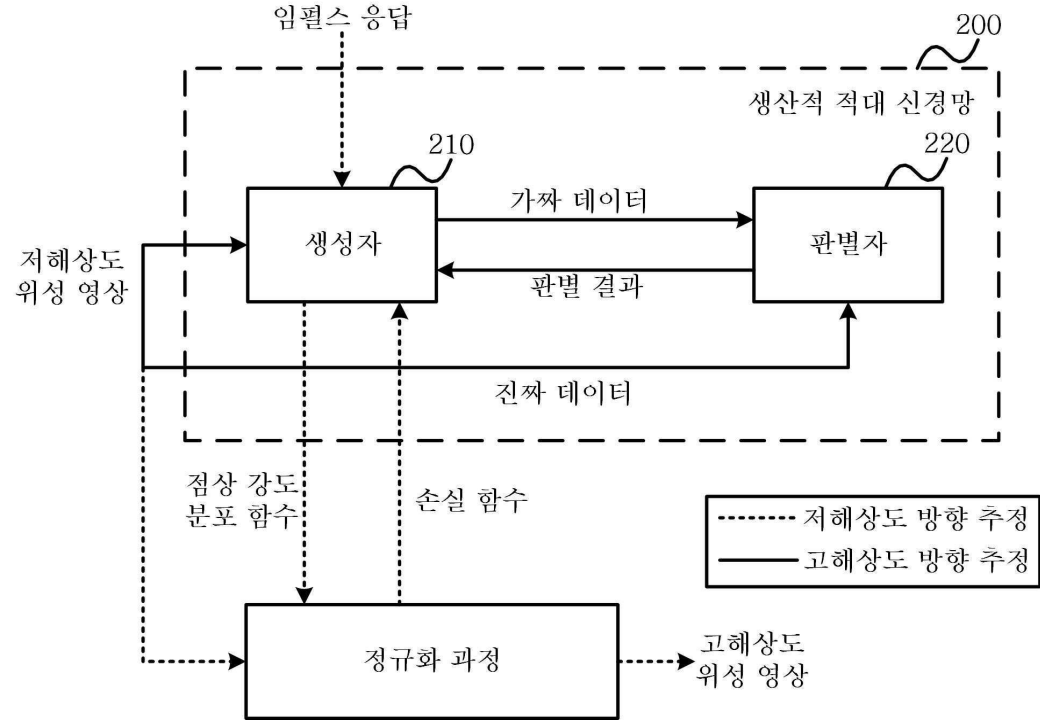 임펄스 응답
200
생산적 적대 신경망
210
220
생성자
가짜 데이터
판별자
판별 결과
저해상도
위성 영상
진짜 데이터
점상 강도
분포 함수
손실 함수
저해상도 방향 추정
고해상도 방향 추정
정규화 과정
고해상도
위성 영상